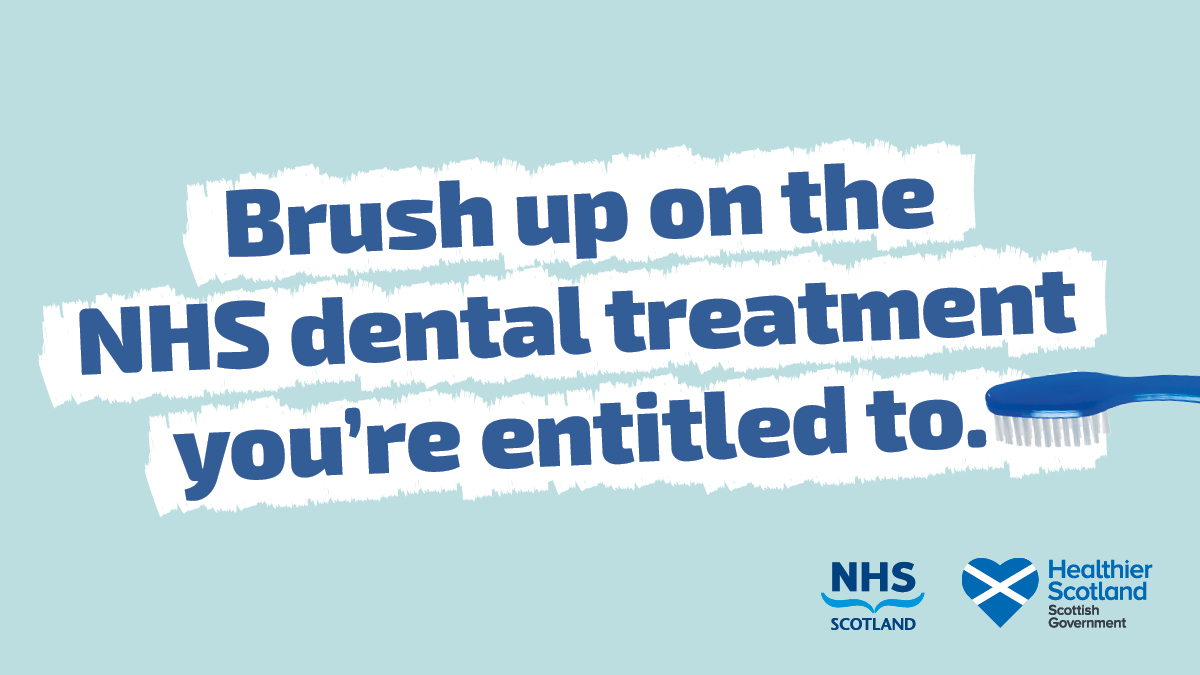 Brush up on the
NHS dental treatment
you're entitled to.
NHS
SCOTLAND
Healthier
Scotland
Scottish
Government